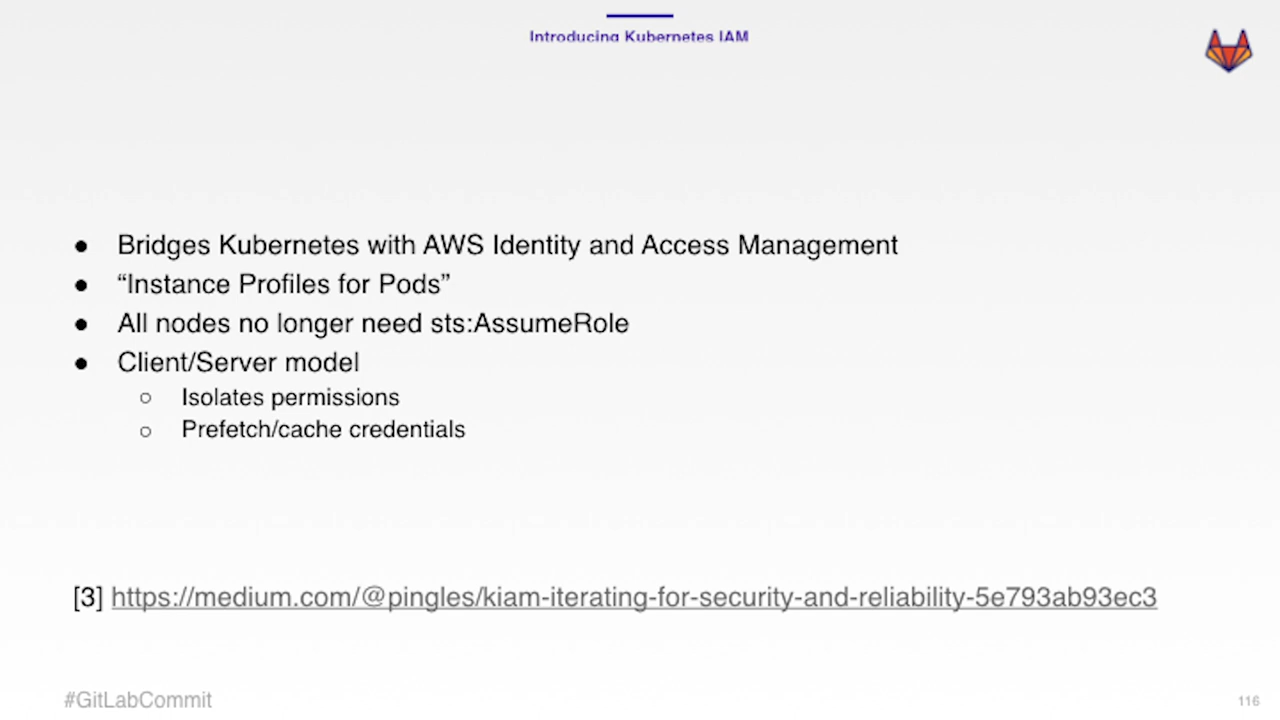 Introducing Kubernetes IAM
● Bridges Kubernetes with AWS Identity and Access Management
● “Instance Profiles for Pods”
● All nodes no longer need sts:AssumeRole
● Client/Server model
○ Isolates permissions
○ Prefetch/cache credentials
[3] https://medium.com/@pingles/kiam-iterating-for-security-and-reliability-5e793ab93ec3
#GitLabCommit
116